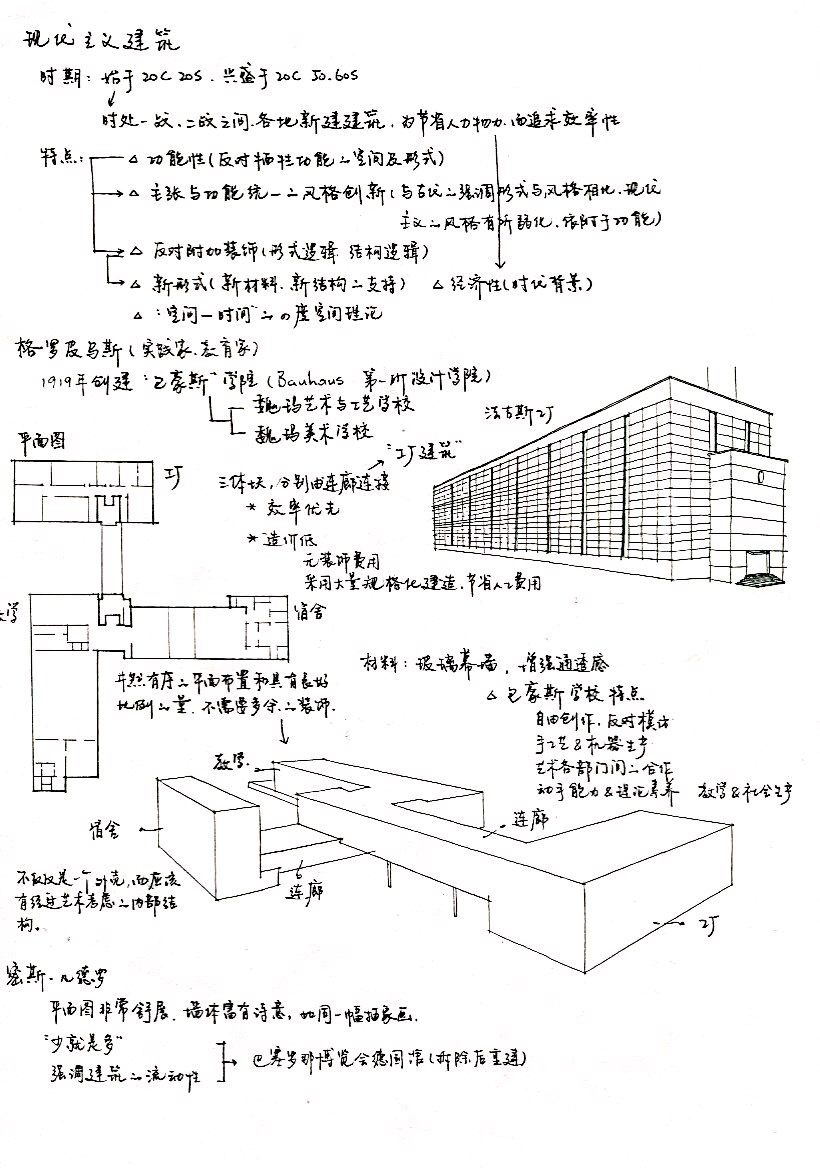 现代主义建筑
时期：始于20C 20S、兴盛于20C 50.60S
时处一战、二战之间、各地新建建筑，为节省人力物力而追求效率性
特点：△ 功能性（反对牺牲功能的空间及形式）
△ 主张与功能统一的风格创新（与古代的强调形式与风格相比、现代
主义的风格有所弱化、依附于功能）
△ 反对附加装饰（形式逻辑、结构逻辑）
△ 新形式（新材料、新结构的支持） △ 经济性（时代背景）
△ “空间一时间”的四度空间理论
格罗皮乌斯（实践家、教育家）
1919年创建“包豪斯”学院（Bauhaus 第一所设计学院）
魏玛艺术与工艺学校
魏玛美术学校
法古斯工厂
平面图
“工厂建筑”
工厂
三体块，分别由连廊连接
* 效率优先
* 造价低
无装饰费用
采用大量规格化建造、节省人工费用
教学
宿舍
井然有序的平面布置和具有良好
比例的量、不需要多余的装饰.
材料：玻璃幕墙，增强通透感
△ 包豪斯学校特点
自由创作，反对模仿
手工艺&机器生产
艺术各部门间的合作
动手能力&理论素养 教学&社会生产
教学
宿舍
连廊
连廊
工厂
不仅仅是一个外壳，而应该
有经过艺术考虑的内部结
构。
密斯·凡德罗
平面图非常舒展、墙体富有诗意，如同一幅抽象画.
“少就是多”
强调建筑的流动性
巴塞罗那博览会德国馆（拆除后重建）